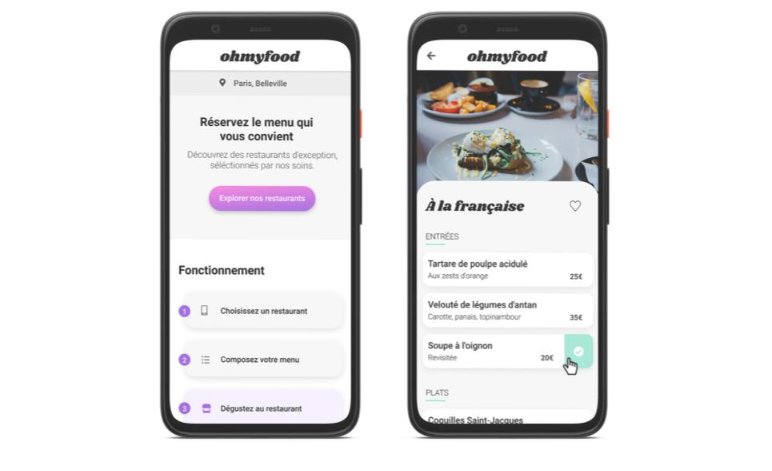 ohmyfood
Paris, Belleville
Réservez le menu qui
vous convient
Découvrez des restaurants d'exception,
séléctionnés par nos soins.
Explorer nos restaurants
Fonctionnement
1 Choisissez un restaurant
2 Composez votre menu
3 Dégustez au restaurant
ohmyfood
À la française
ENTRÉES
Tartare de poulpe acidulé
Aux zests d'orange 25€
Velouté de légumes d'antan
Carotte, panais, topinambour 35€
Soupe à l'oignon
Revisitée 20€
PLATS
Coquilles Saint-Jacques